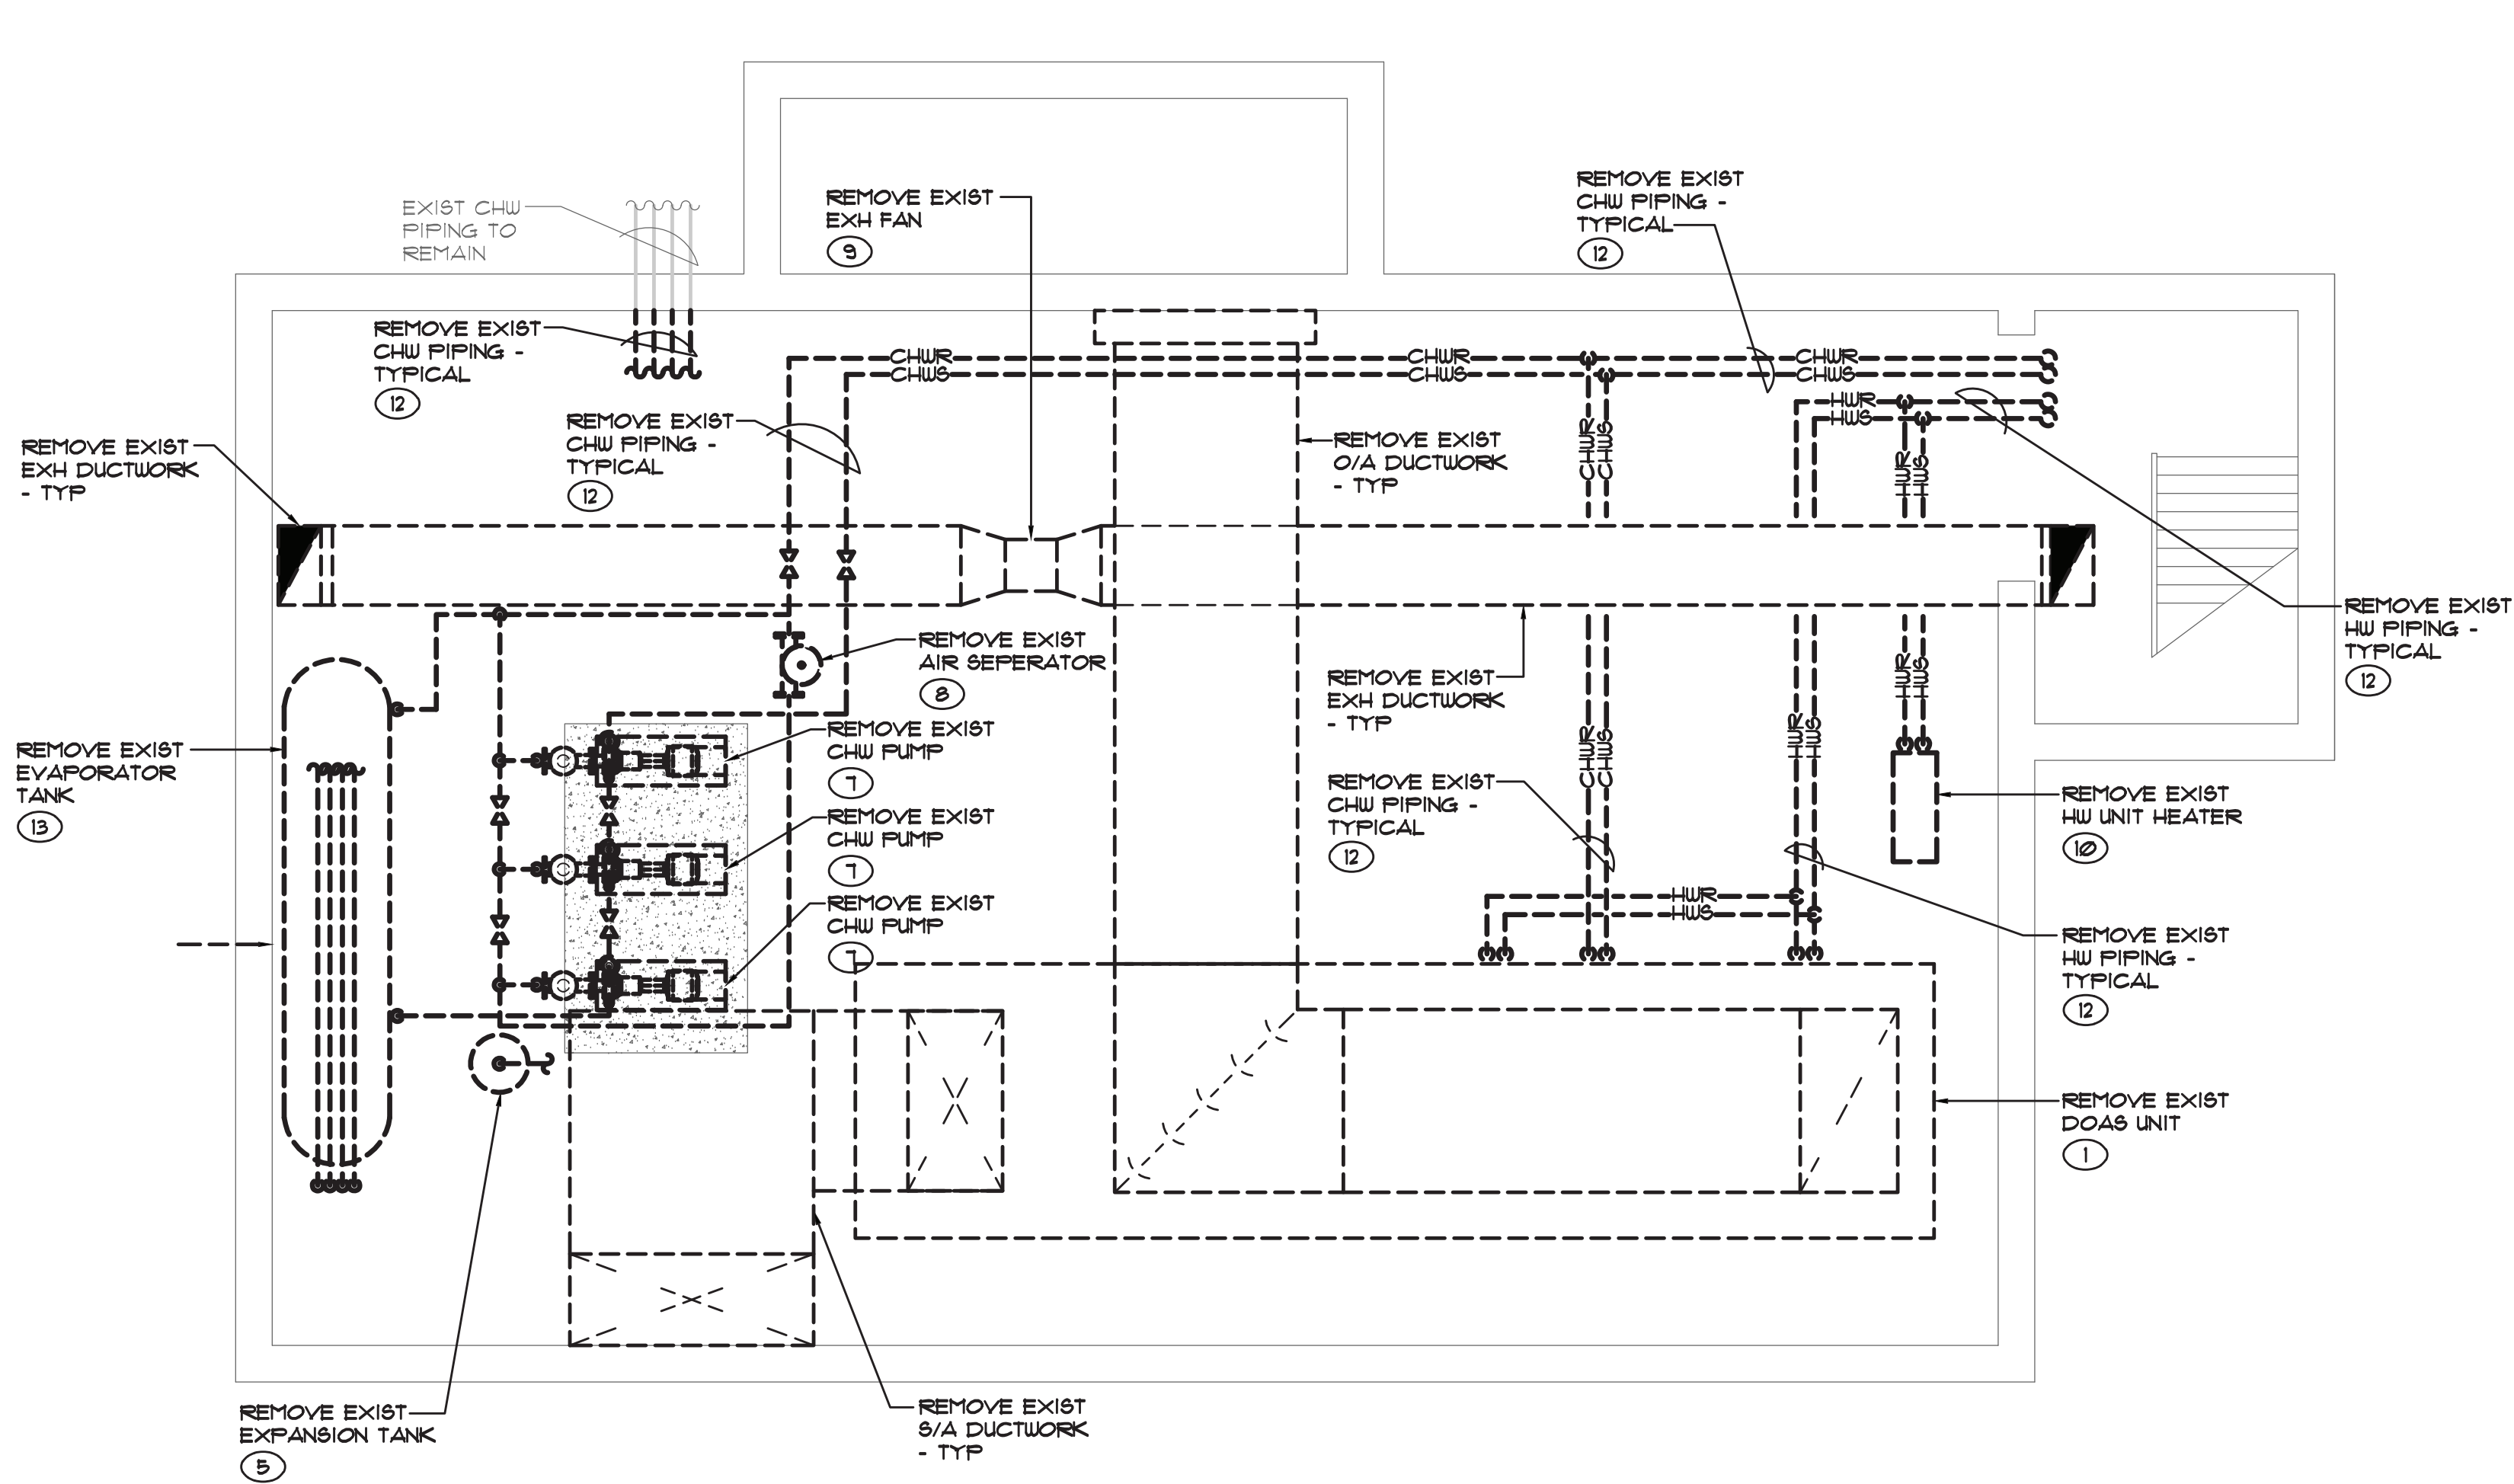 REMOVE EXIST
CHW PIPING -
TYPICAL
12
REMOVE EXIST
EXH FAN
9
EXIST CHW
PIPING TO
REMAIN
REMOVE EXIST
CHW PIPING -
TYPICAL
12
CHWR
CHWS
CHWR
CHWS
CHWR
CHWS
HWR
HWS
REMOVE EXIST
CHW PIPING -
TYPICAL
12
REMOVE EXIST
O/A DUCTWORK
- TYP
CHWR
CHWS
HWR
HWS
REMOVE EXIST
EXH DUCTWORK
- TYP
REMOVE EXIST
HW PIPING -
TYPICAL
12
REMOVE EXIST
AIR SEPERATOR
8
REMOVE EXIST
EXH DUCTWORK
- TYP
HWR
HWS
REMOVE EXIST
EVAPORATOR
TANK
13
REMOVE EXIST
CHW PUMP
7
CHWR
CHWS
HWR
HWS
REMOVE EXIST
CHW PIPING -
TYPICAL
12
REMOVE EXIST
HW UNIT HEATER
10
REMOVE EXIST
CHW PUMP
7
REMOVE EXIST
CHW PUMP
7
HWR
HWS
REMOVE EXIST
HW PIPING -
TYPICAL
12
REMOVE EXIST
DOAS UNIT
1
REMOVE EXIST
EXPANSION TANK
5
REMOVE EXIST
S/A DUCTWORK
- TYP